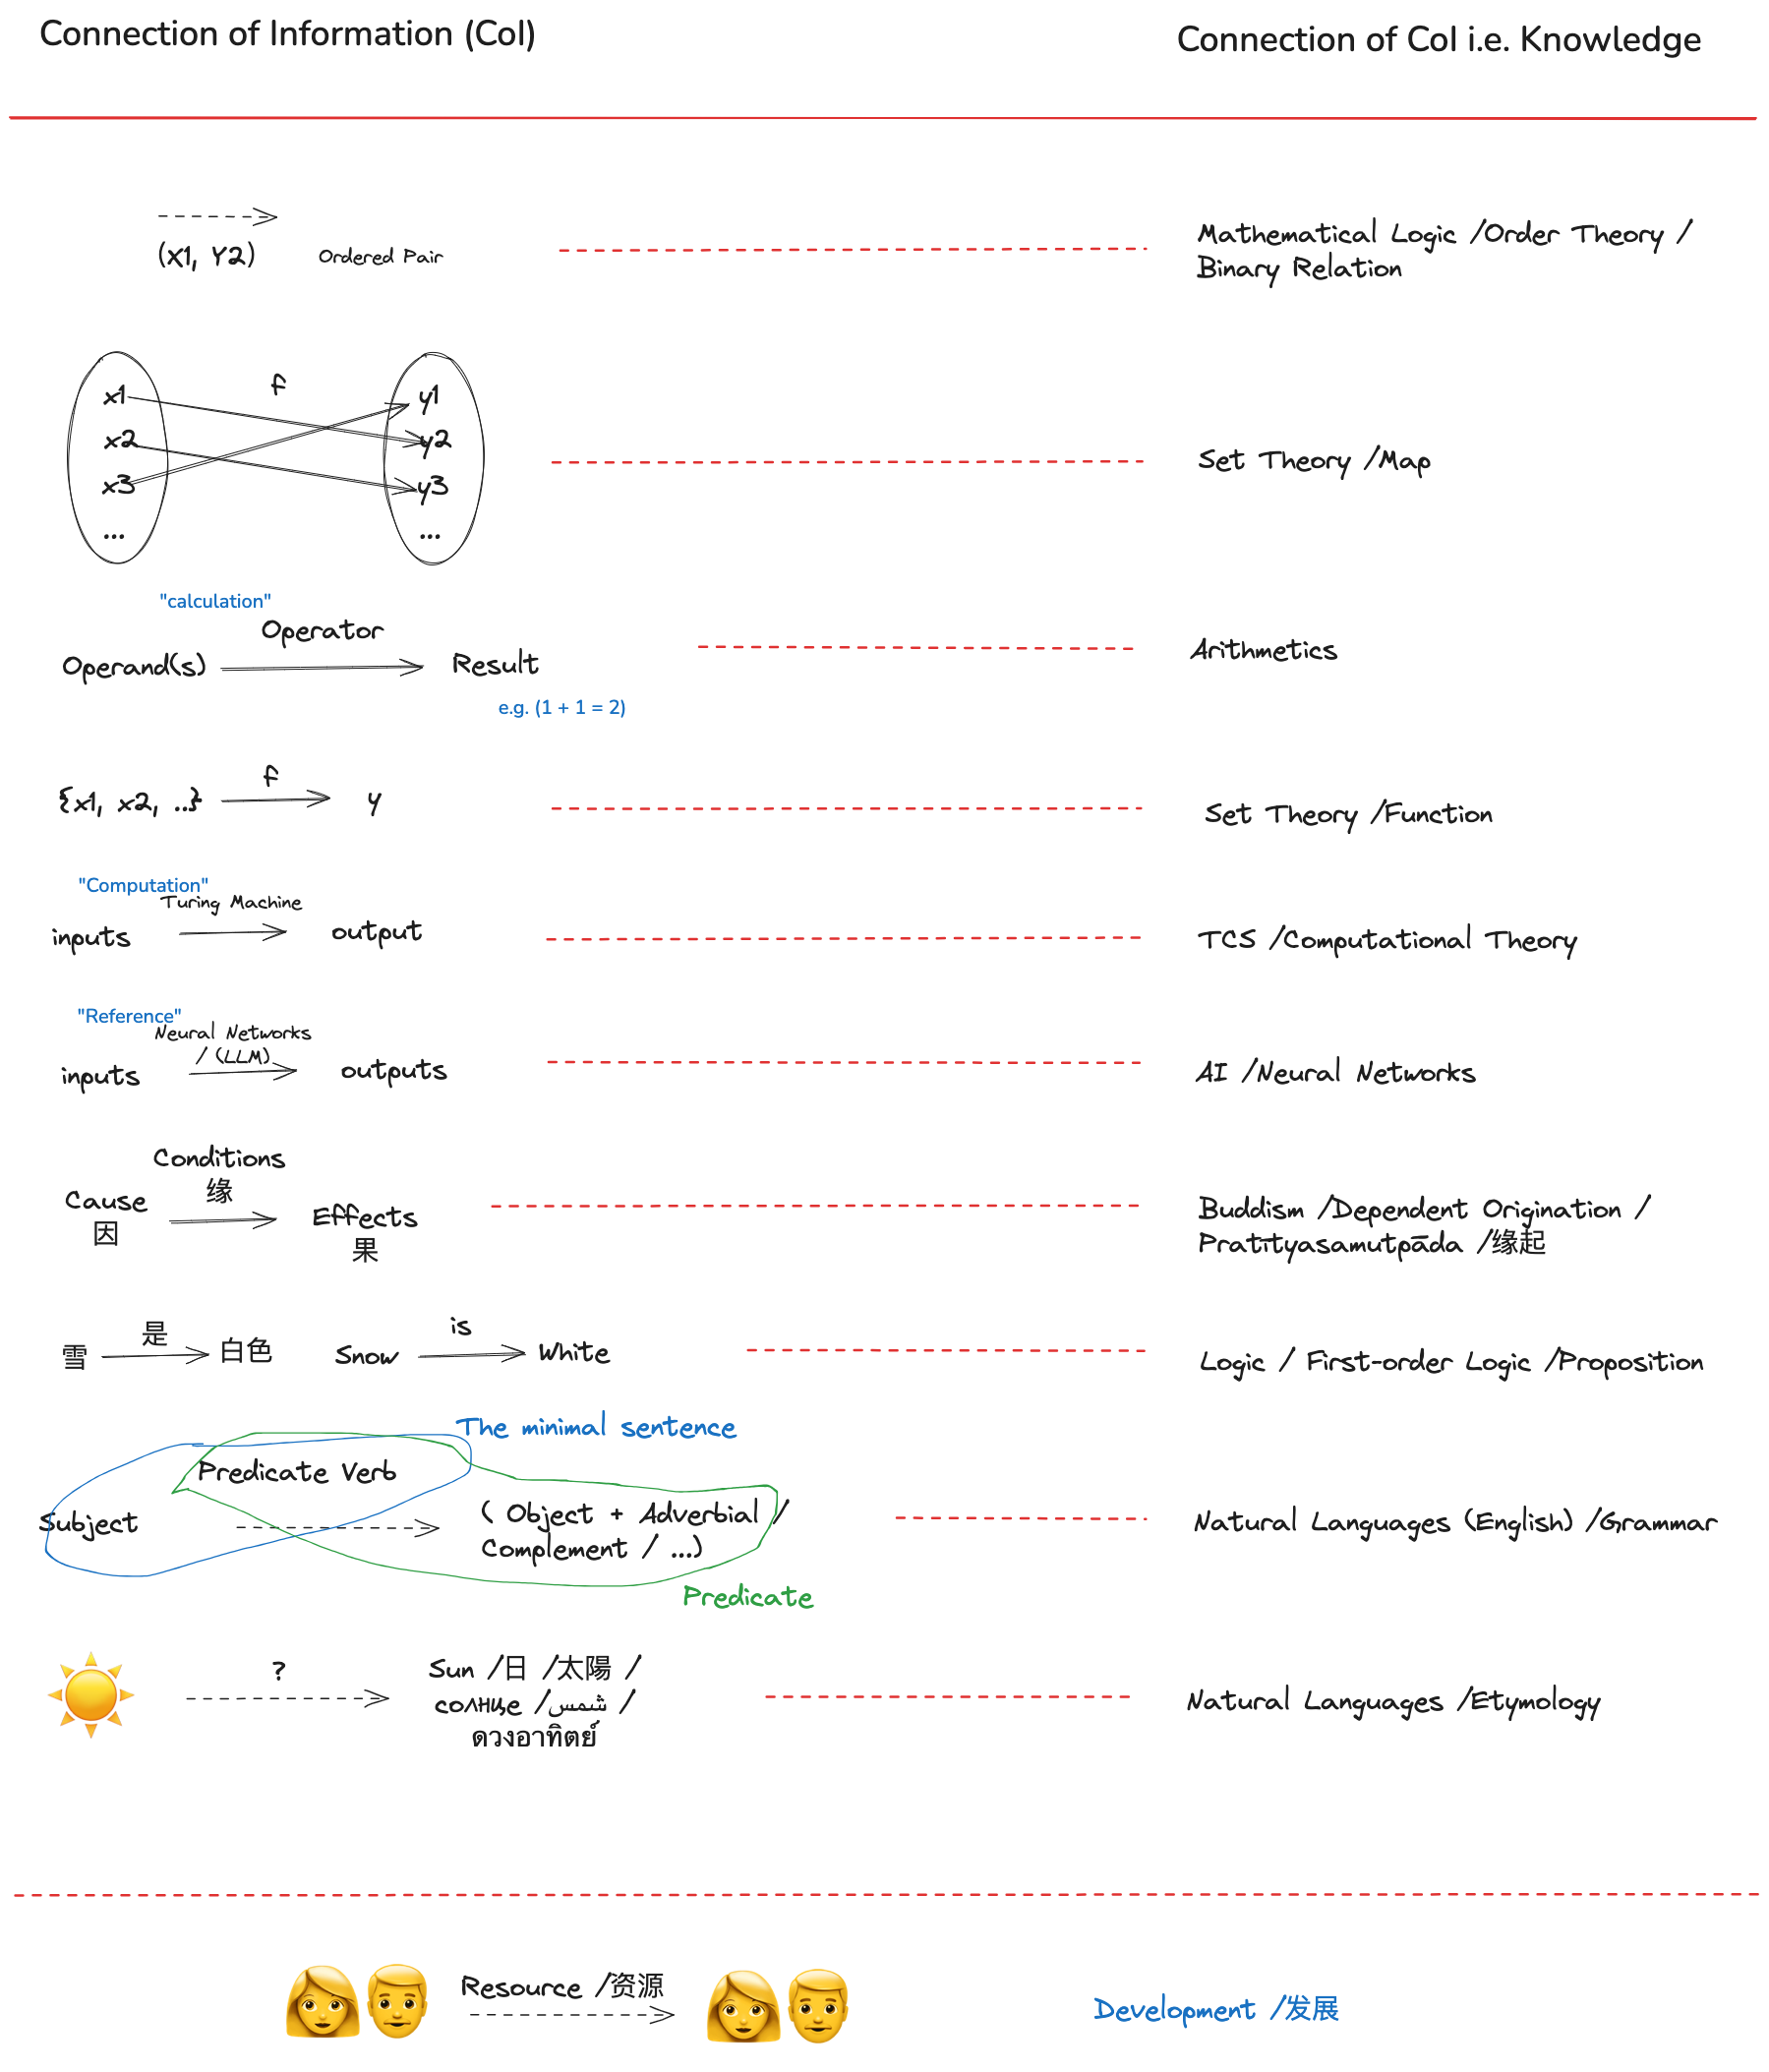 Connection of Information (CoI)
Connection of CoI i.e. Knowledge
(X1, Y2)
Ordered Pair
Mathematical Logic /Order Theory /
Binary Relation
f
x1
x2
x3
...
y1
y2
y3
...
Set Theory /Map
"calculation"
Operator
Operand(s)
Result
e.g. (1 + 1 = 2)
Arithmetics
f
{x1, x2, ..}
y
Set Theory /Function
"Computation"
Turing Machine
inputs
output
TCS /Computational Theory
"Reference"
Neural Networks
/ (LLM)
inputs
outputs
AI /Neural Networks
Conditions
缘
Cause
因
Effects
果
Buddism /Dependent Origination /
Pratītyasamutpāda /缘起
雪
是
白色
Snow
is
White
Logic / First-order Logic /Proposition
The minimal sentence
Predicate Verb
Subject
( Object + Adverbial /
Complement / ...)
Predicate
Natural Languages (English) /Grammar
?
Sun /日 /太陽 /
солнце /شمس /
ดวงอาทิตย์
Natural Languages /Etymology
Resource /资源
Development /发展